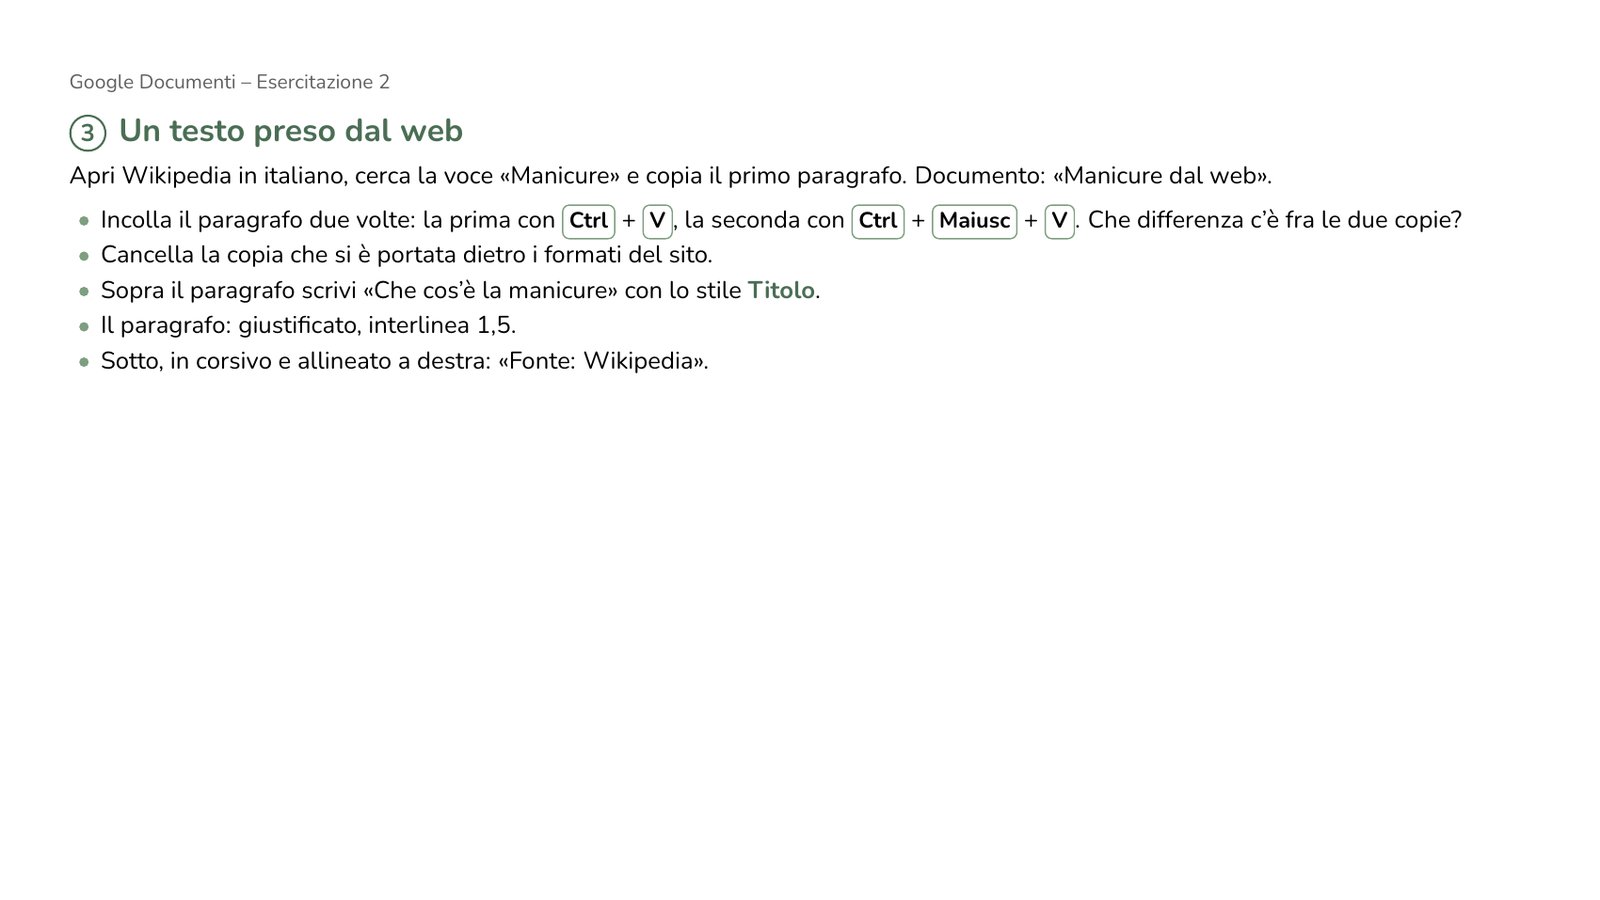 Google Documenti – Esercitazione 2
3 Un testo preso dal web
Apri Wikipedia in italiano, cerca la voce «Manicure» e copia il primo paragrafo. Documento: «Manicure dal web».
• Incolla il paragrafo due volte: la prima con Ctrl + V, la seconda con Ctrl + Maiusc + V. Che differenza c’è fra le due copie?
• Cancella la copia che si è portata dietro i formati del sito.
• Sopra il paragrafo scrivi «Che cos’è la manicure» con lo stile Titolo.
• Il paragrafo: giustificato, interlinea 1,5.
• Sotto, in corsivo e allineato a destra: «Fonte: Wikipedia».